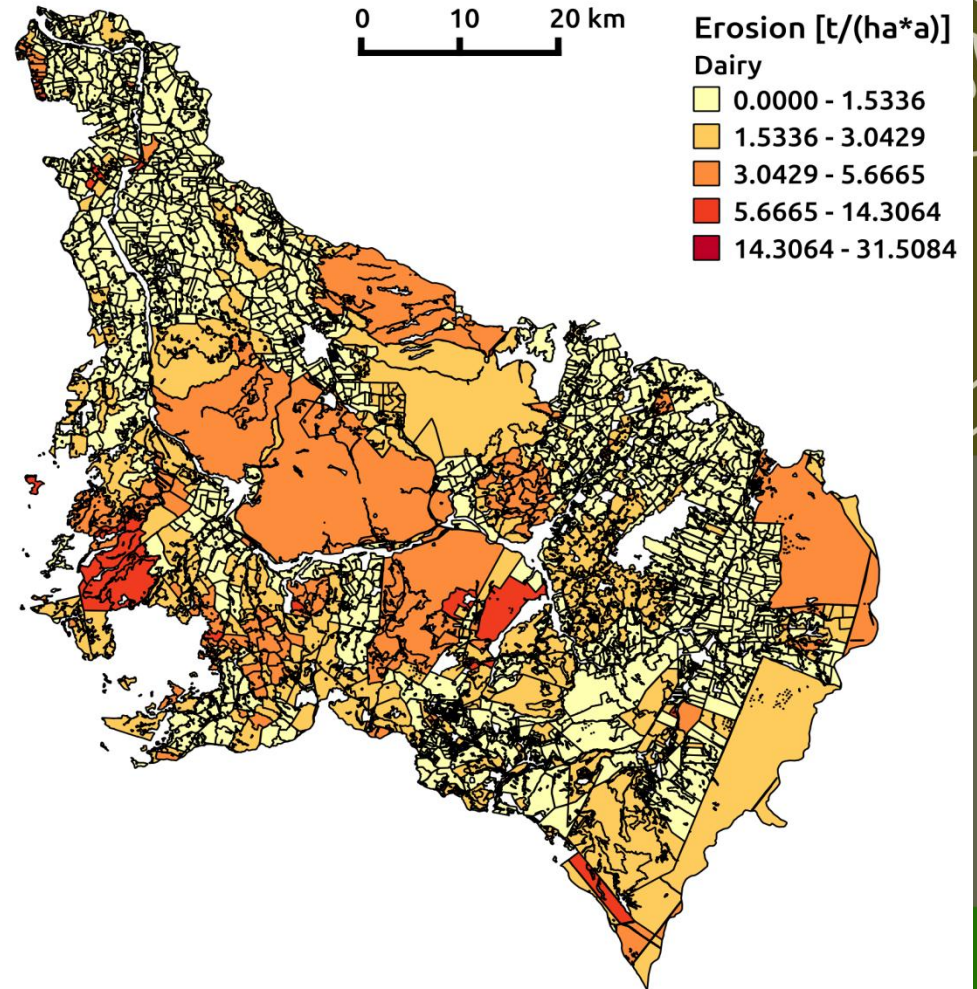 0 10 20 km
Erosion [t/(ha*a)]
Dairy
0.0000 - 1.5336
1.5336 - 3.0429
3.0429 - 5.6665
5.6665 - 14.3064
14.3064 - 31.5084